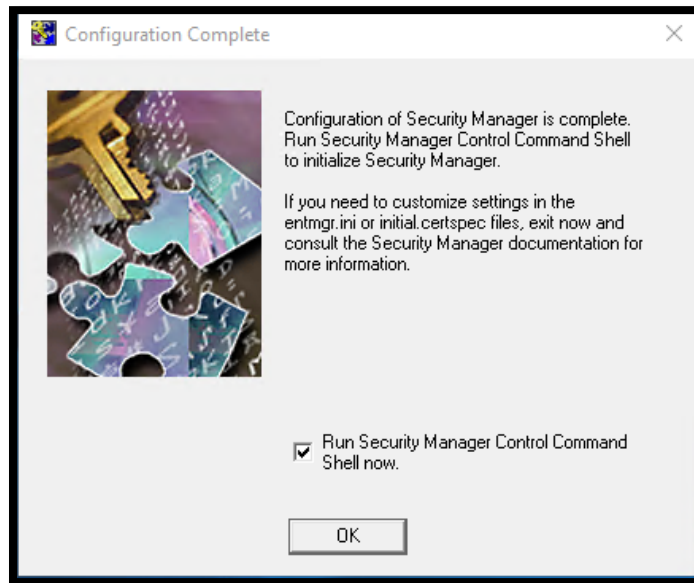 Configuration Complete
Configuration of Security Manager is complete.
Run Security Manager Control Command Shell
to initialize Security Manager.
If you need to customize settings in the
entmgr.ini or initial.certspec files, exit now and
consult the Security Manager documentation for
more information.
Run Security Manager Control Command
Shell now.
OK